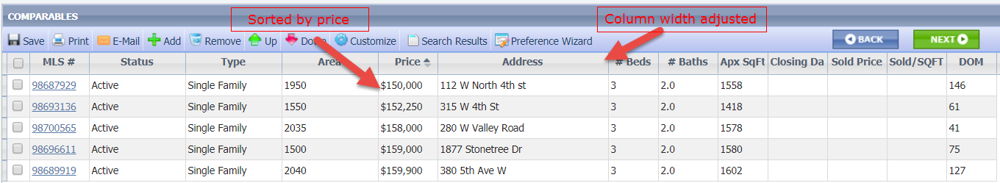 COMPARABLES
Sorted by price
Column width adjusted
Save Print E-Mail Add Remove Up Down Customize Search Results Preference Wizard BACK NEXT
MLS # Status Type Area Price Address # Beds # Baths Apx SqFt Closing Da Sold Price Sold/SQFT DOM
98687929 Active Single Family 1950 $150,000 112 W North 4th st 3 2.0 1558 146
98693136 Active Single Family 1550 $152,250 315 W 4th St 3 2.0 1418 61
98700565 Active Single Family 2035 $158,000 280 W Valley Road 3 2.0 1578 41
98696611 Active Single Family 1500 $159,000 1877 Stonetree Dr 3 2.0 1580 75
98689919 Active Single Family 2040 $159,900 380 5th Ave W 3 2.0 1602 127